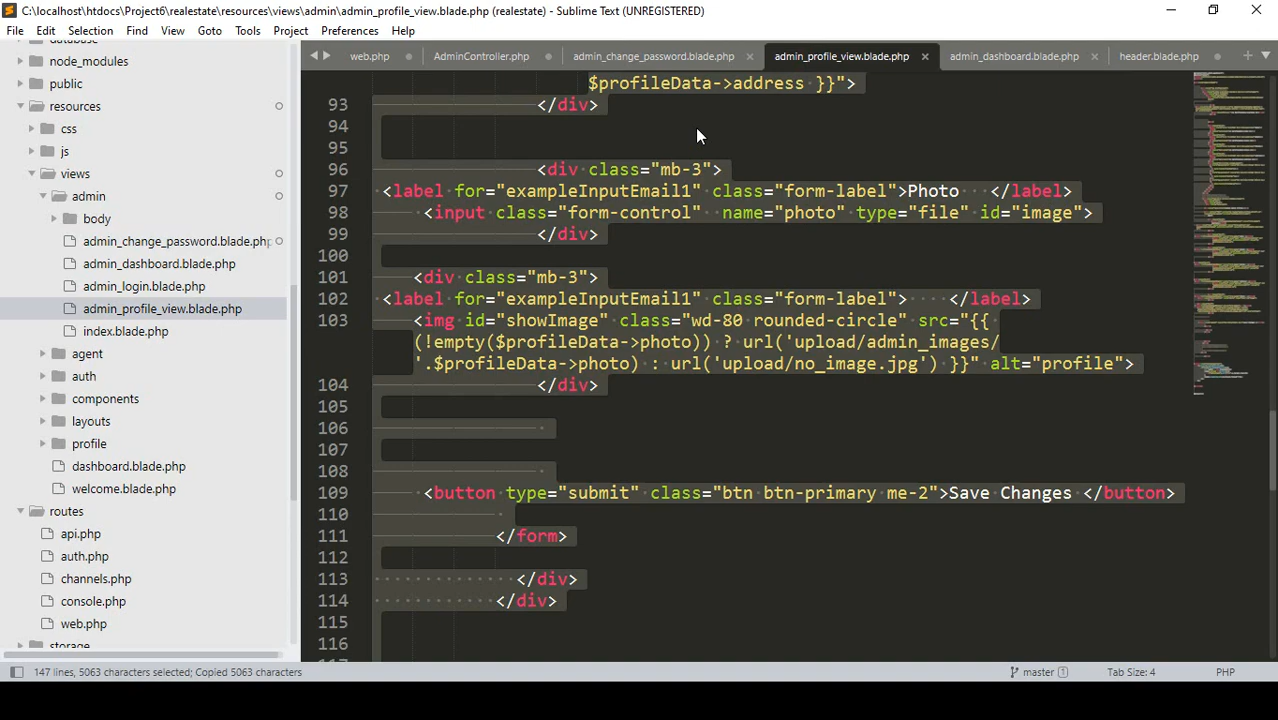 C:\localhost\htdocs\Project6\realestate\resources\views\admin\admin_profile_view.blade.php (realestate) - Sublime Text (UNREGISTERED)
File Edit Selection Find View Goto Tools Project Preferences Help
database
node_modules
public
resources
css
js
views
admin
body
admin_change_password.blade.php
admin_dashboard.blade.php
admin_login.blade.php
admin_profile_view.blade.php
index.blade.php
agent
auth
components
layouts
profile
dashboard.blade.php
welcome.blade.php
routes
api.php
auth.php
channels.php
console.php
web.php
storage
web.php AdminController.php admin_change_password.blade.php admin_profile_view.blade.php admin_dashboard.blade.php header.blade.php
$profileData->address }}">
93 </div>
94
95
96 <div class="mb-3">
97 <label for="exampleInputEmail1" class="form-label">Photo </label>
98 <input class="form-control" name="photo" type="file" id="image">
99 </div>
100
101 <div class="mb-3">
102 <label for="exampleInputEmail1" class="form-label"> </label>
103 <img id="showImage" class="wd-80 rounded-circle" src="{{
(!empty($profileData->photo)) ? url('upload/admin_images/
'.$profileData->photo) : url('upload/no_image.jpg') }}" alt="profile">
104 </div>
105
106
107
108
109 <button type="submit" class="btn btn-primary me-2">Save Changes </button>
110
111 </form>
112
113 </div>
114 </div>
115
116
147 lines, 5063 characters selected; Copied 5063 characters master 1 Tab Size: 4 PHP